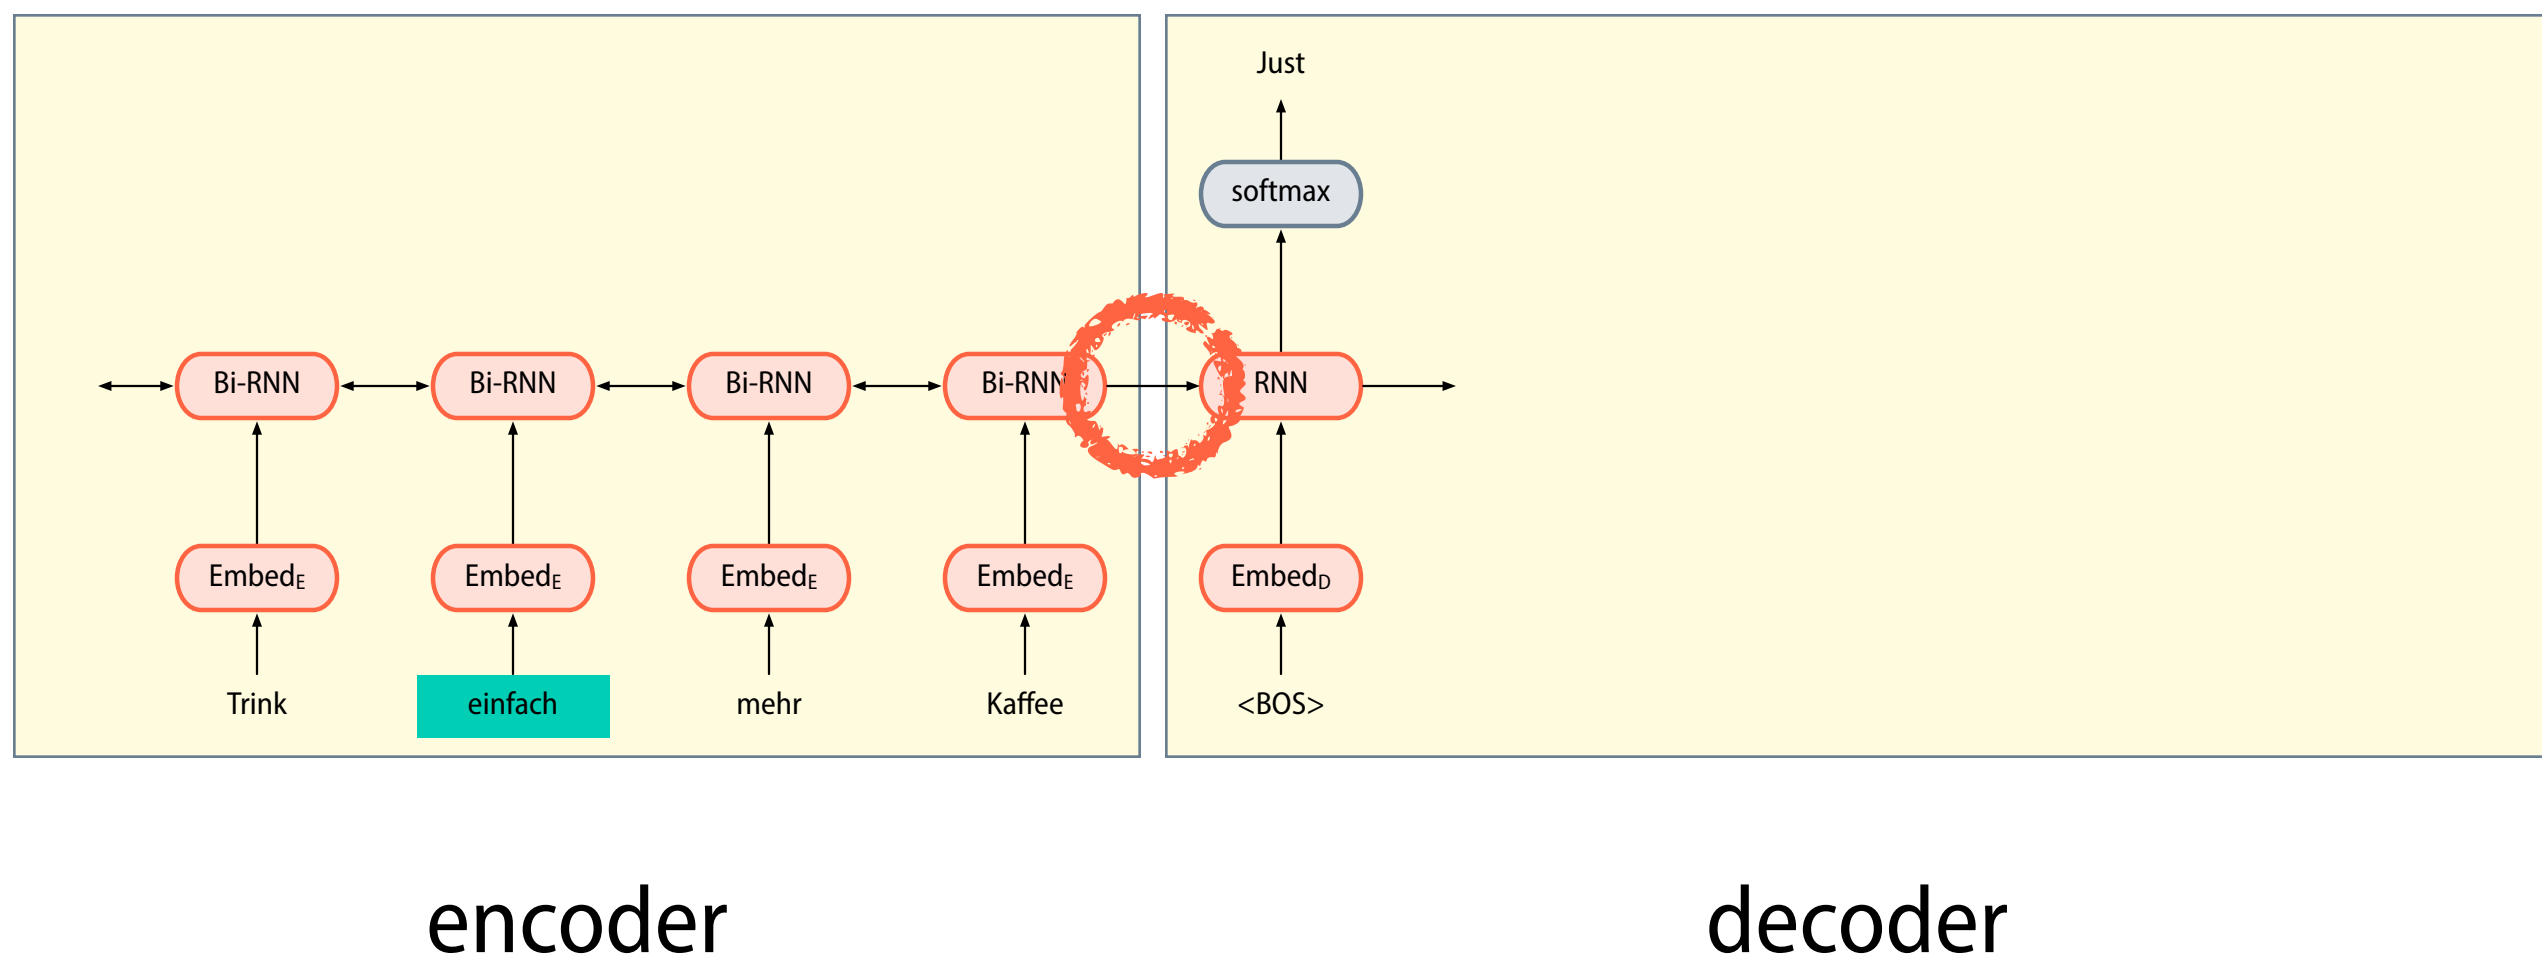 Just
softmax
Bi-RNN Bi-RNN Bi-RNN Bi-RNN RNN
EmbedE EmbedE EmbedE EmbedE EmbedD
Trink einfach mehr Kaffee <BOS>
encoder decoder